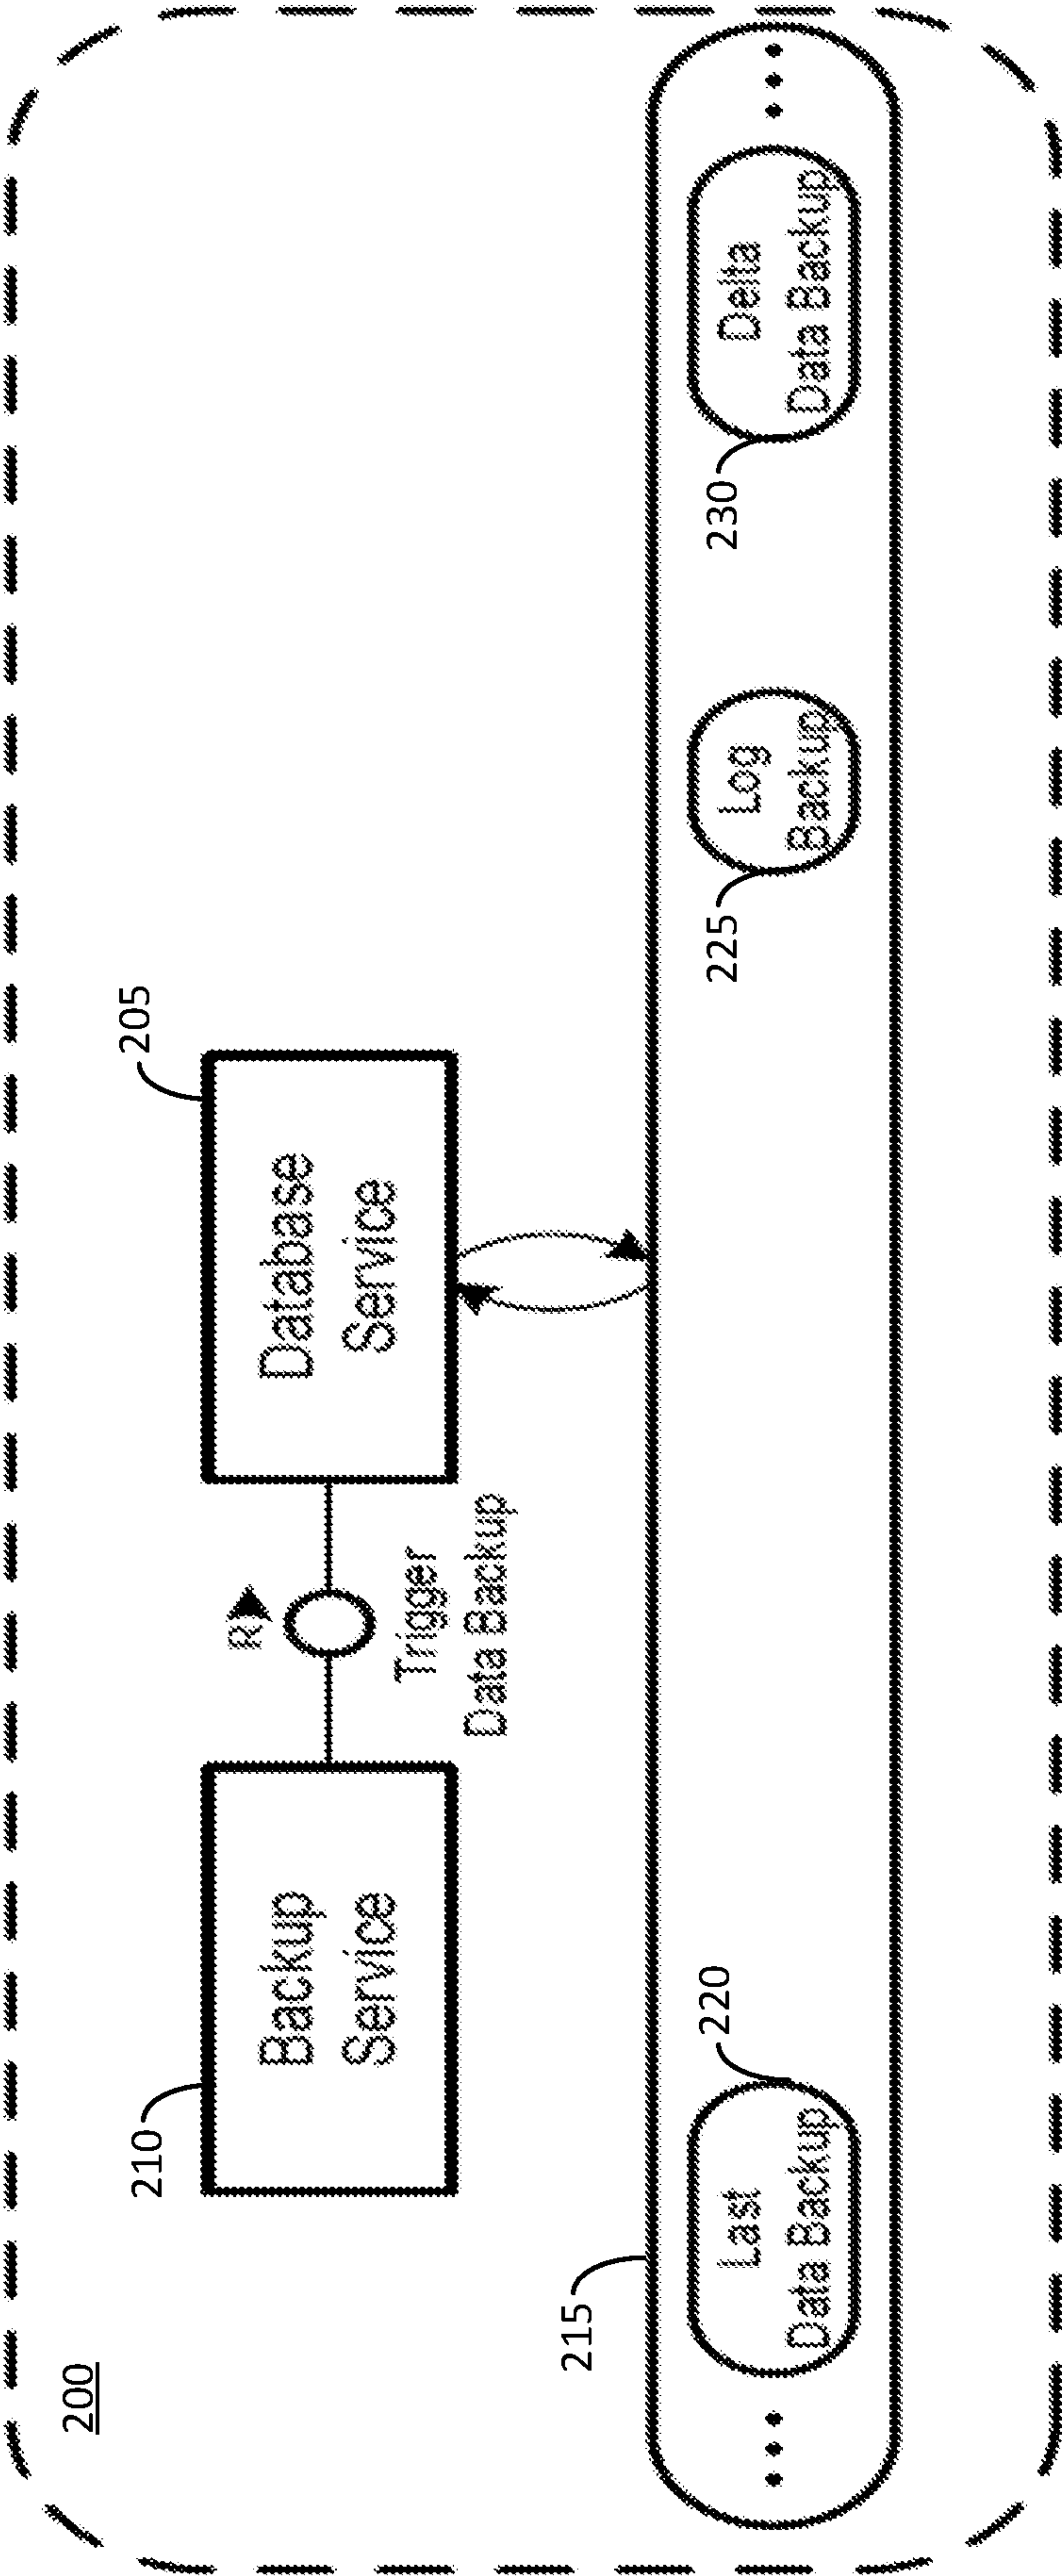 200
210
205
Backup
Service
R
Trigger
Data Backup
Database
Service
215
220
Last
Data Backup
225
Log
Backup
230
Delta
Data Backup